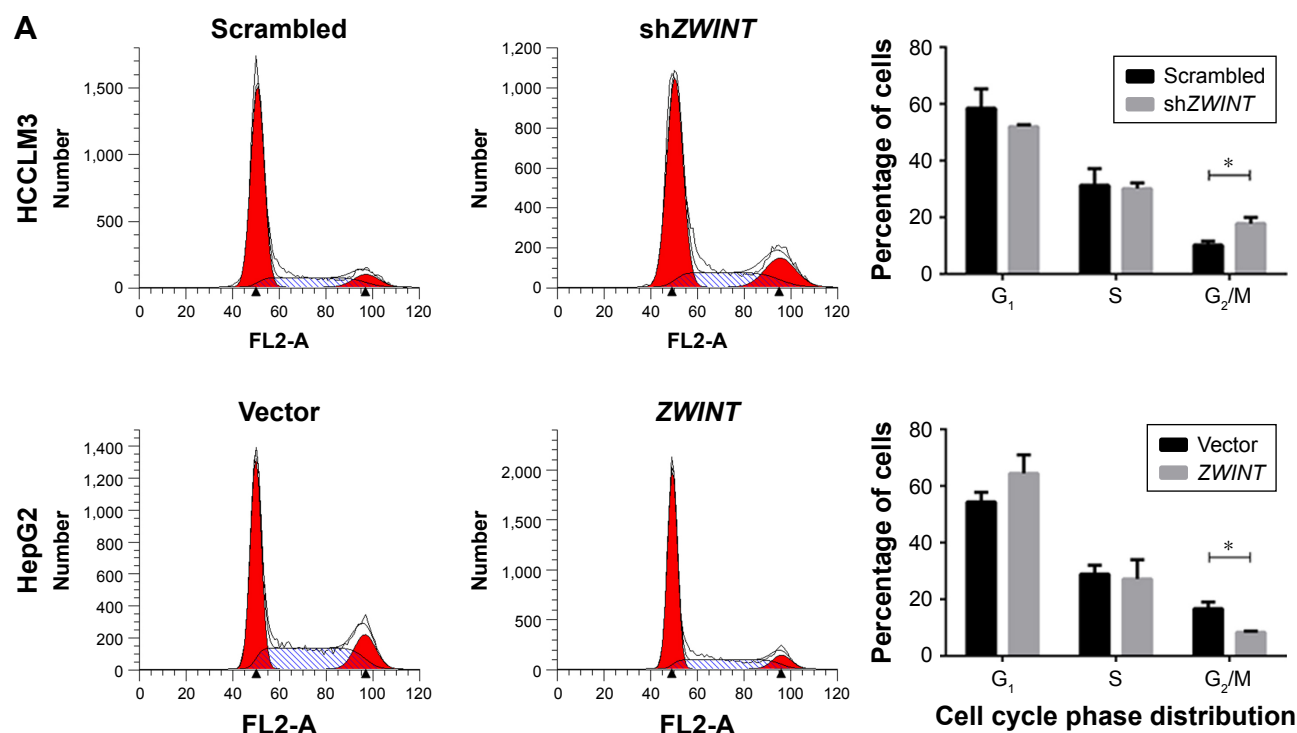 A
Scrambled
shZWINT
HCCLM3
Number
1,500
1,000
500
0
0 20 40 60 80 100 120
FL2-A
Number
1,200
1,000
800
600
400
200
0
0 20 40 60 80 100 120
FL2-A
Percentage of cells
80
60
40
20
0
Scrambled
shZWINT
*
G₁ S G₂/M
Vector
ZWINT
HepG2
Number
1,400
1,200
1,000
800
600
400
200
0
0 20 40 60 80 100 120
FL2-A
Number
2,000
1,500
1,000
500
0
0 20 40 60 80 100 120
FL2-A
Percentage of cells
80
60
40
20
0
Vector
ZWINT
*
G₁ S G₂/M
Cell cycle phase distribution